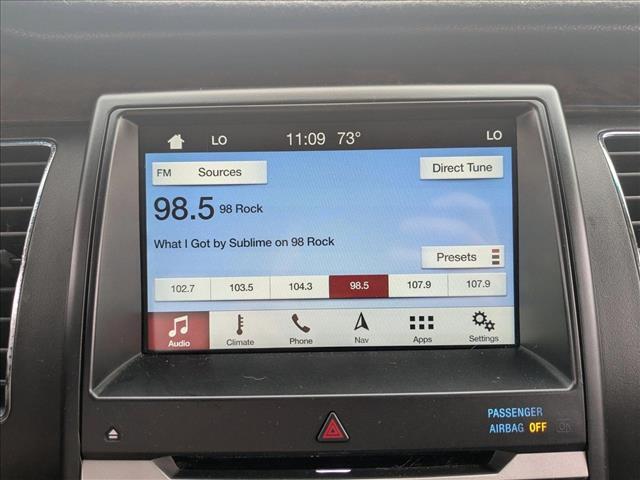 LO 11:09 73° LO
FM Sources Direct Tune
98.5 98 Rock
What I Got by Sublime on 98 Rock
Presets
102.7 103.5 104.3 98.5 107.9 107.9
Audio Climate Phone Nav Apps Settings
PASSENGER
AIRBAG OFF ON